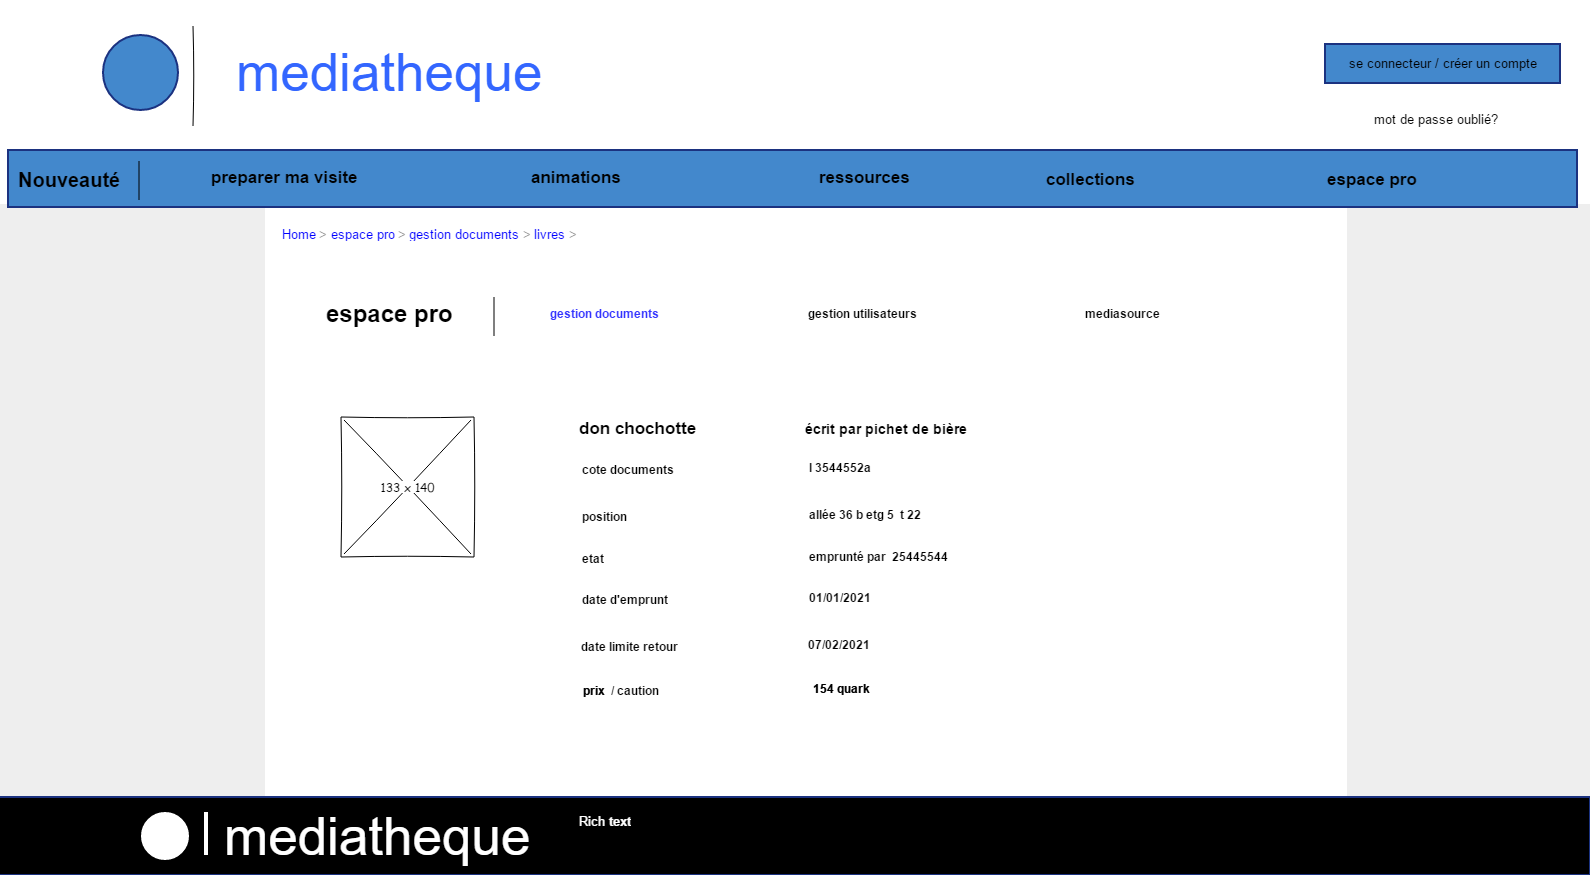 mediatheque
se connecteur / créer un compte
mot de passe oublié?
Nouveauté
preparer ma visite
animations
ressources
collections
espace pro
Home > espace pro > gestion documents > livres >
espace pro
gestion documents
gestion utilisateurs
mediasource
133 × 140
don chochotte
écrit par pichet de bière
cote documents
l 3544552a
position
allée 36 b etg 5 t 22
etat
emprunté par 25445544
date d'emprunt
01/01/2021
date limite retour
07/02/2021
prix / caution
154 quark
mediatheque
Rich text